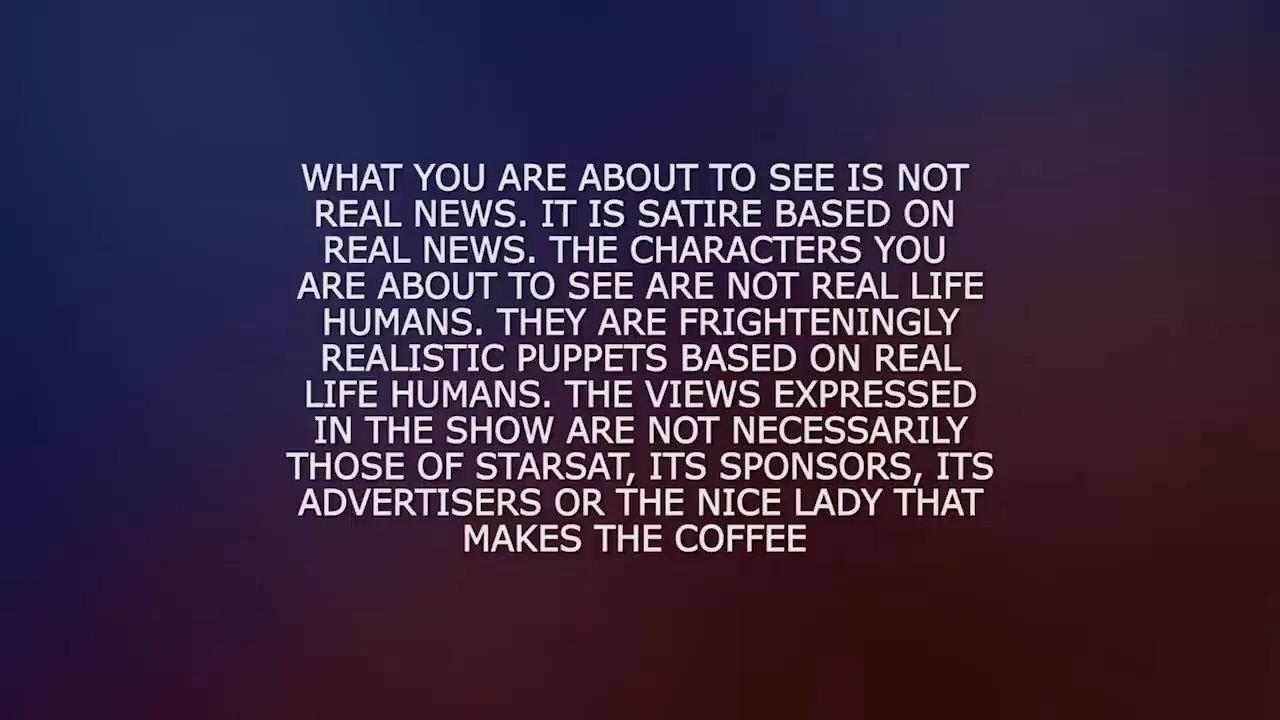 WHAT YOU ARE ABOUT TO SEE IS NOT
REAL NEWS. IT IS SATIRE BASED ON
REAL NEWS. THE CHARACTERS YOU
ARE ABOUT TO SEE ARE NOT REAL LIFE
HUMANS. THEY ARE FRIGHTENINGLY
REALISTIC PUPPETS BASED ON REAL
LIFE HUMANS. THE VIEWS EXPRESSED
IN THE SHOW ARE NOT NECESSARILY
THOSE OF STARSAT, ITS SPONSORS, ITS
ADVERTISERS OR THE NICE LADY THAT
MAKES THE COFFEE